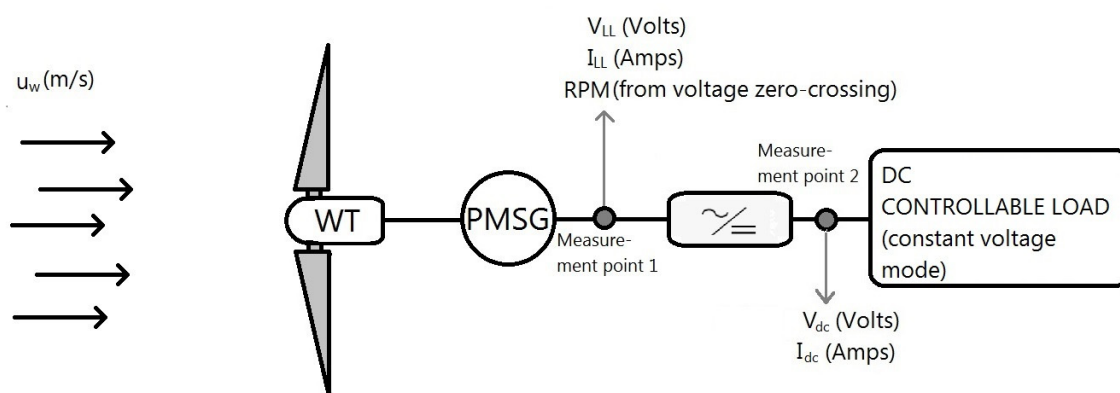 V_LL (Volts)
I_LL (Amps)
RPM(from voltage zero-crossing)
u_w(m/s)
WT
PMSG
Measure-
ment point 1
~/=
Measure-
ment point 2
DC
CONTROLLABLE LOAD
(constant voltage
mode)
V_dc (Volts)
I_dc (Amps)